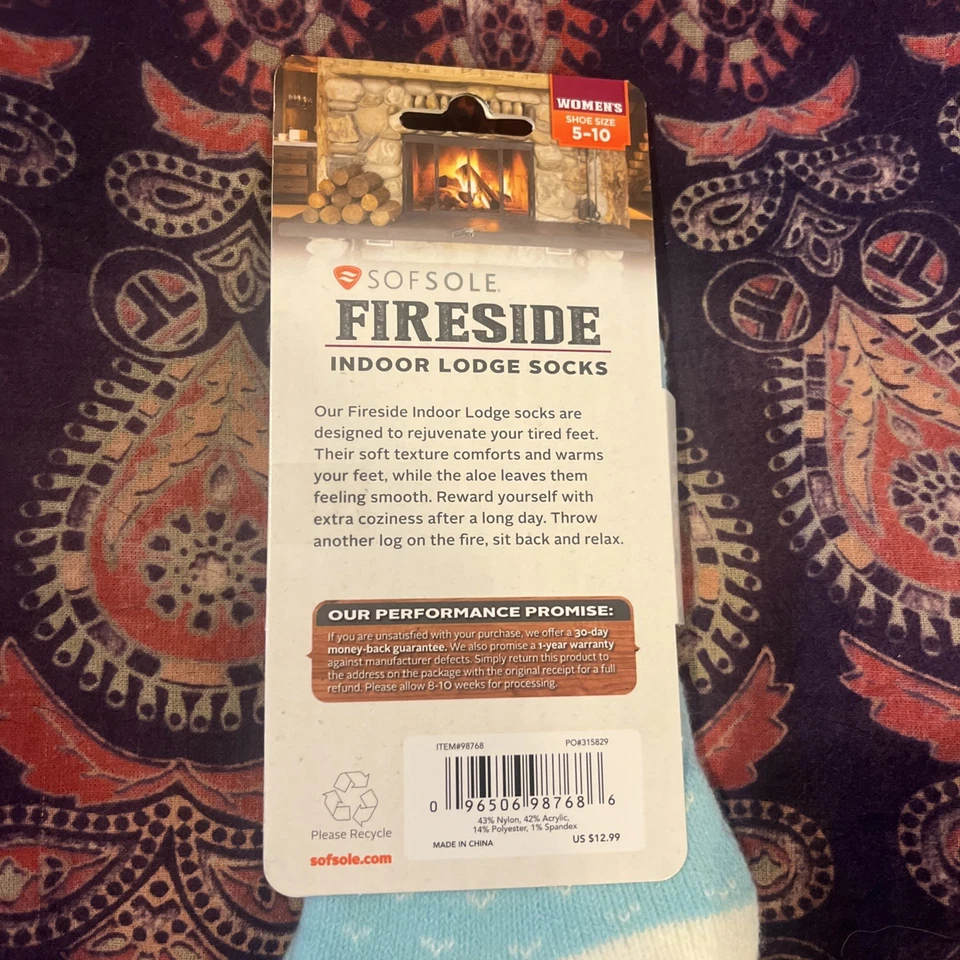 WOMEN'S
SHOE SIZE
5-10
SOFSOLE.
FIRESIDE
INDOOR LODGE SOCKS
Our Fireside Indoor Lodge socks are
designed to rejuvenate your tired feet.
Their soft texture comforts and warms
your feet, while the aloe leaves them
feeling smooth. Reward yourself with
extra coziness after a long day. Throw
another log on the fire, sit back and relax.
OUR PERFORMANCE PROMISE:
If you are unsatisfied with your purchase, we offer a 30-day
money-back guarantee. We also promise a 1-year warranty
against manufacturer defects. Simply return this product to
the address on the package with the original receipt for a full
refund. Please allow 8-10 weeks for processing.
ITEM#98768 PO#315829
0 96506 98768 6
43% Nylon, 42% Acrylic,
14% Polyester, 1% Spandex
MADE IN CHINA US $12.99
Please Recycle
sofsole.com